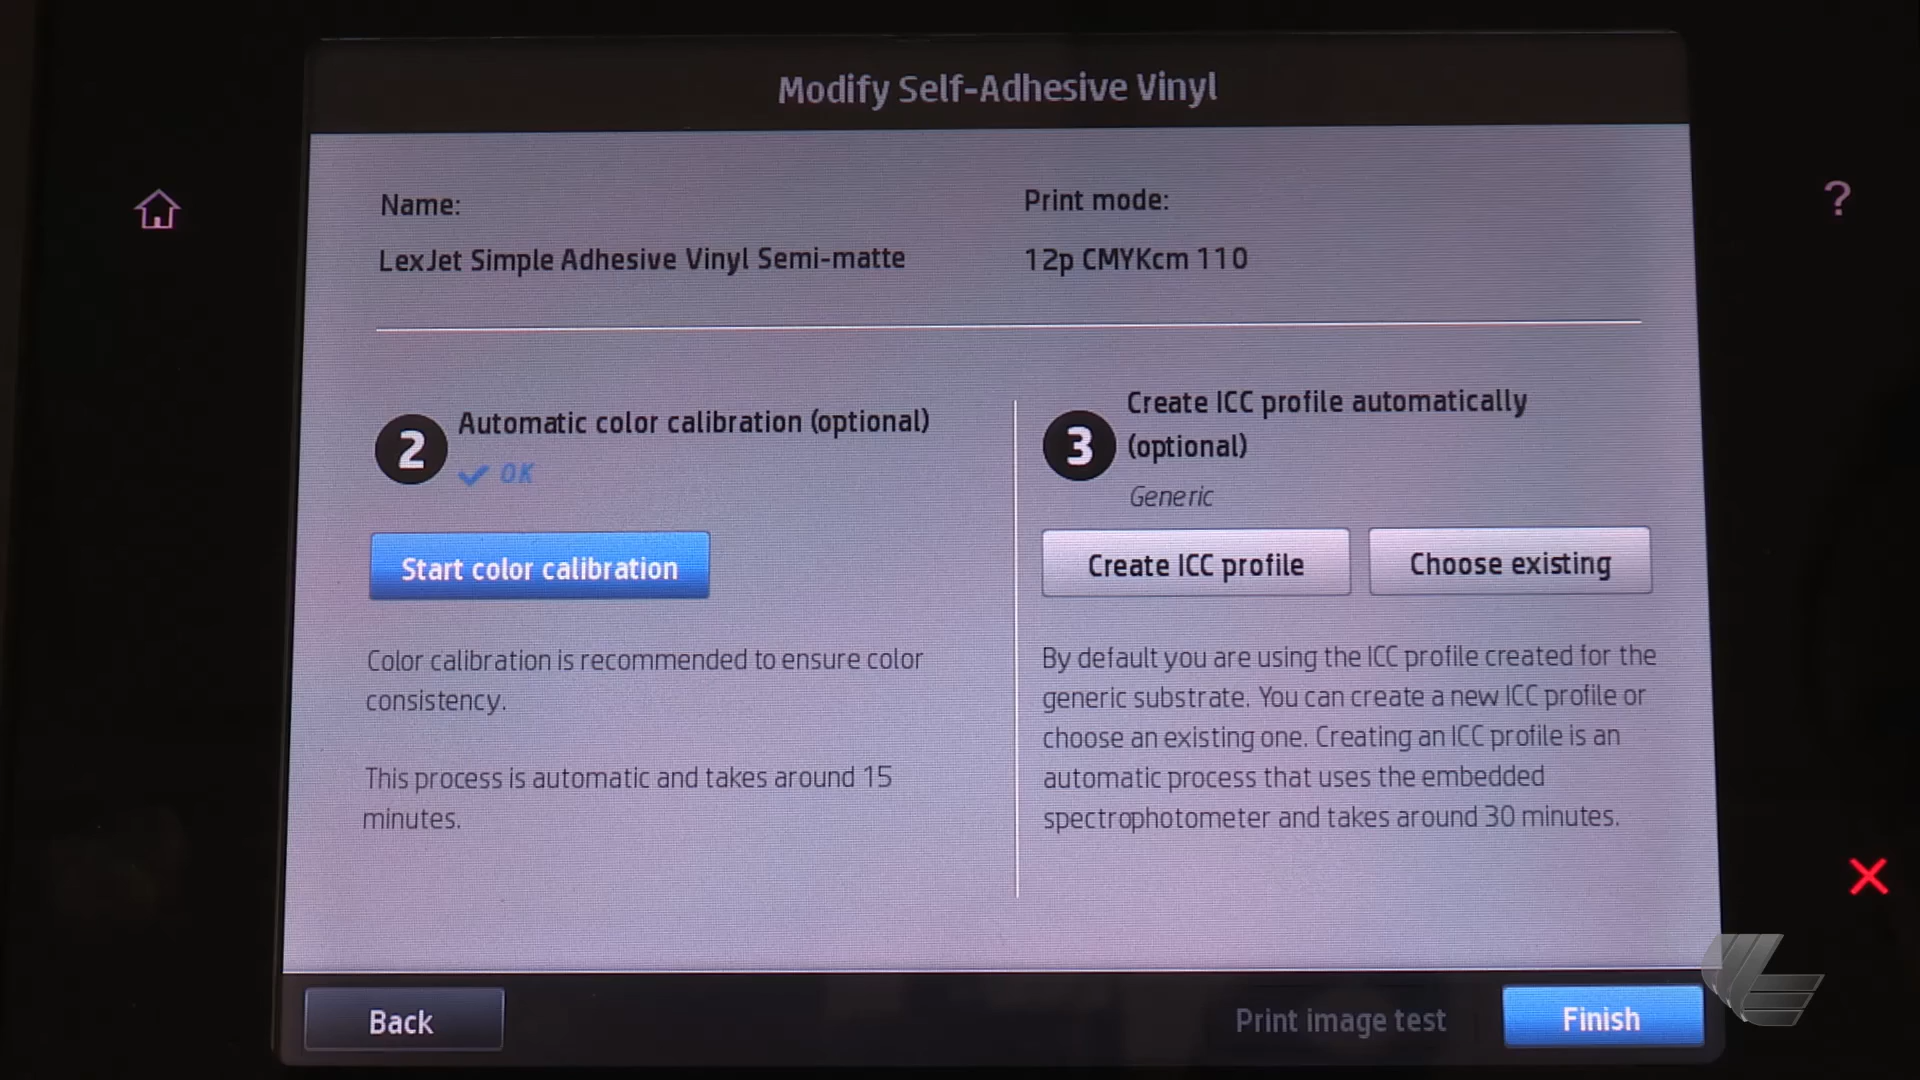 Modify Self-Adhesive Vinyl
?
Name:
LexJet Simple Adhesive Vinyl Semi-matte
Print mode:
12p CMYKcm 110
2
Automatic color calibration (optional)
OK
Start color calibration
Color calibration is recommended to ensure color
consistency.
This process is automatic and takes around 15
minutes.
3
Create ICC profile automatically
(optional)
Generic
Create ICC profile
Choose existing
By default you are using the ICC profile created for the
generic substrate. You can create a new ICC profile or
choose an existing one. Creating an ICC profile is an
automatic process that uses the embedded
spectrophotometer and takes around 30 minutes.
Back
Print image test
Finish